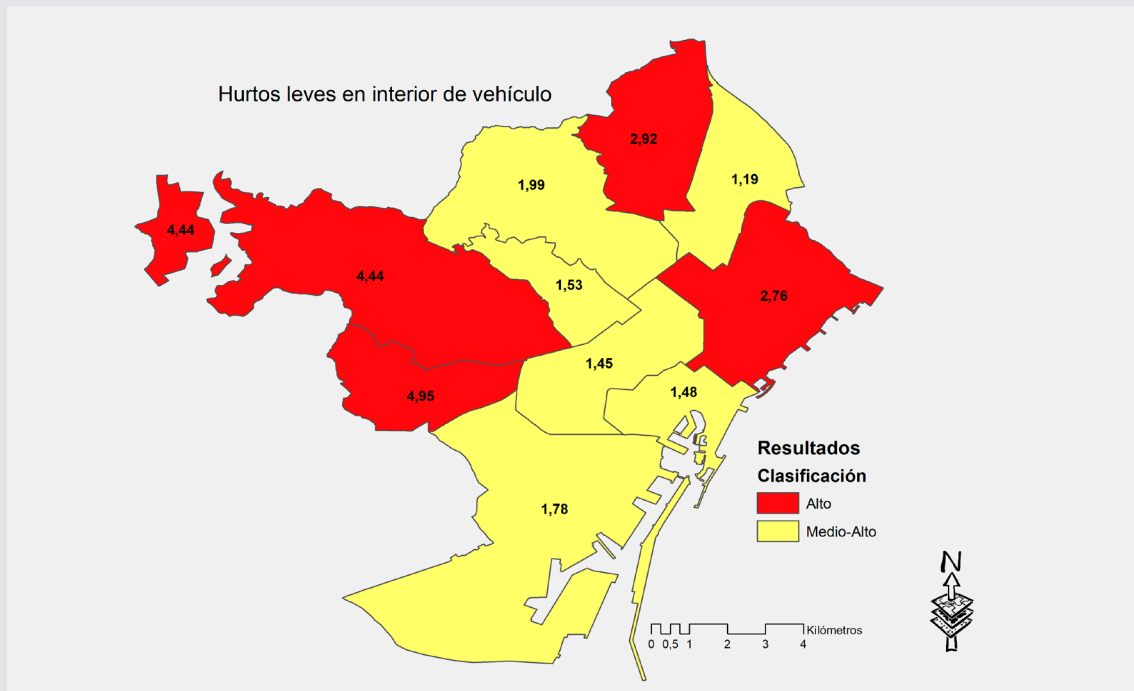 Hurtos leves en interior de vehículo
2,92
1,19
1,99
4,44
4,44
1,53
2,76
1,45
1,48
4,95
1,78
Resultados
Clasificación
Alto
Medio-Alto
N
Kilómetros
0 0,5 1 2 3 4